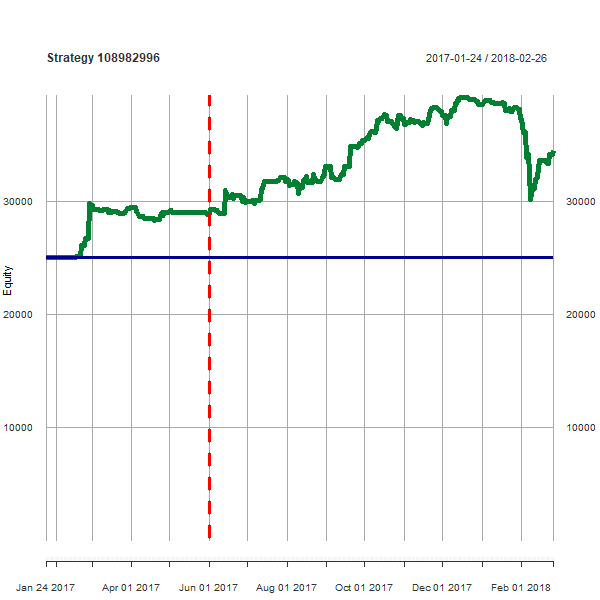 Strategy 108982996
2017-01-24 / 2018-02-26
30000
30000
Equity
20000
20000
10000
10000
Jan 24 2017
Apr 01 2017
Jun 01 2017
Aug 01 2017
Oct 01 2017
Dec 01 2017
Feb 01 2018